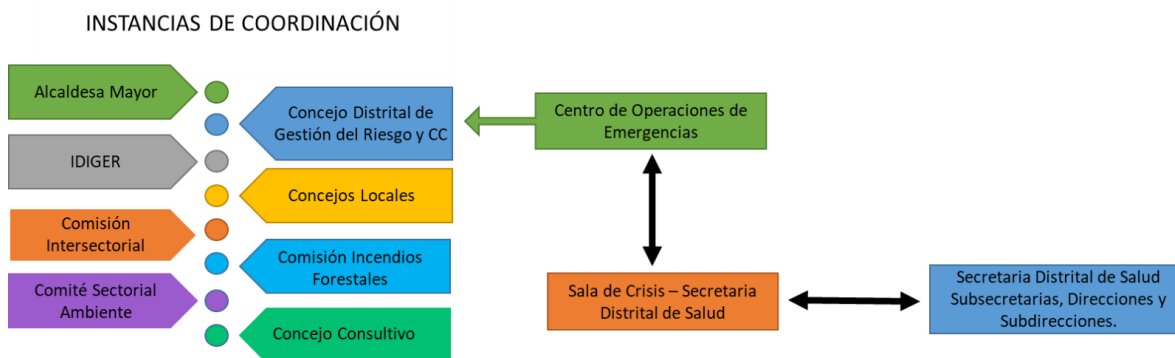 INSTANCIAS DE COORDINACIÓN
Alcaldesa Mayor
Concejo Distrital de
Gestión del Riesgo y CC
IDIGER
Concejos Locales
Comisión
Intersectorial
Comisión Incendios
Forestales
Comité Sectorial
Ambiente
Concejo Consultivo
Centro de Operaciones de
Emergencias
Sala de Crisis – Secretaria
Distrital de Salud
Secretaria Distrital de Salud
Subsecretarias, Direcciones y
Subdirecciones.